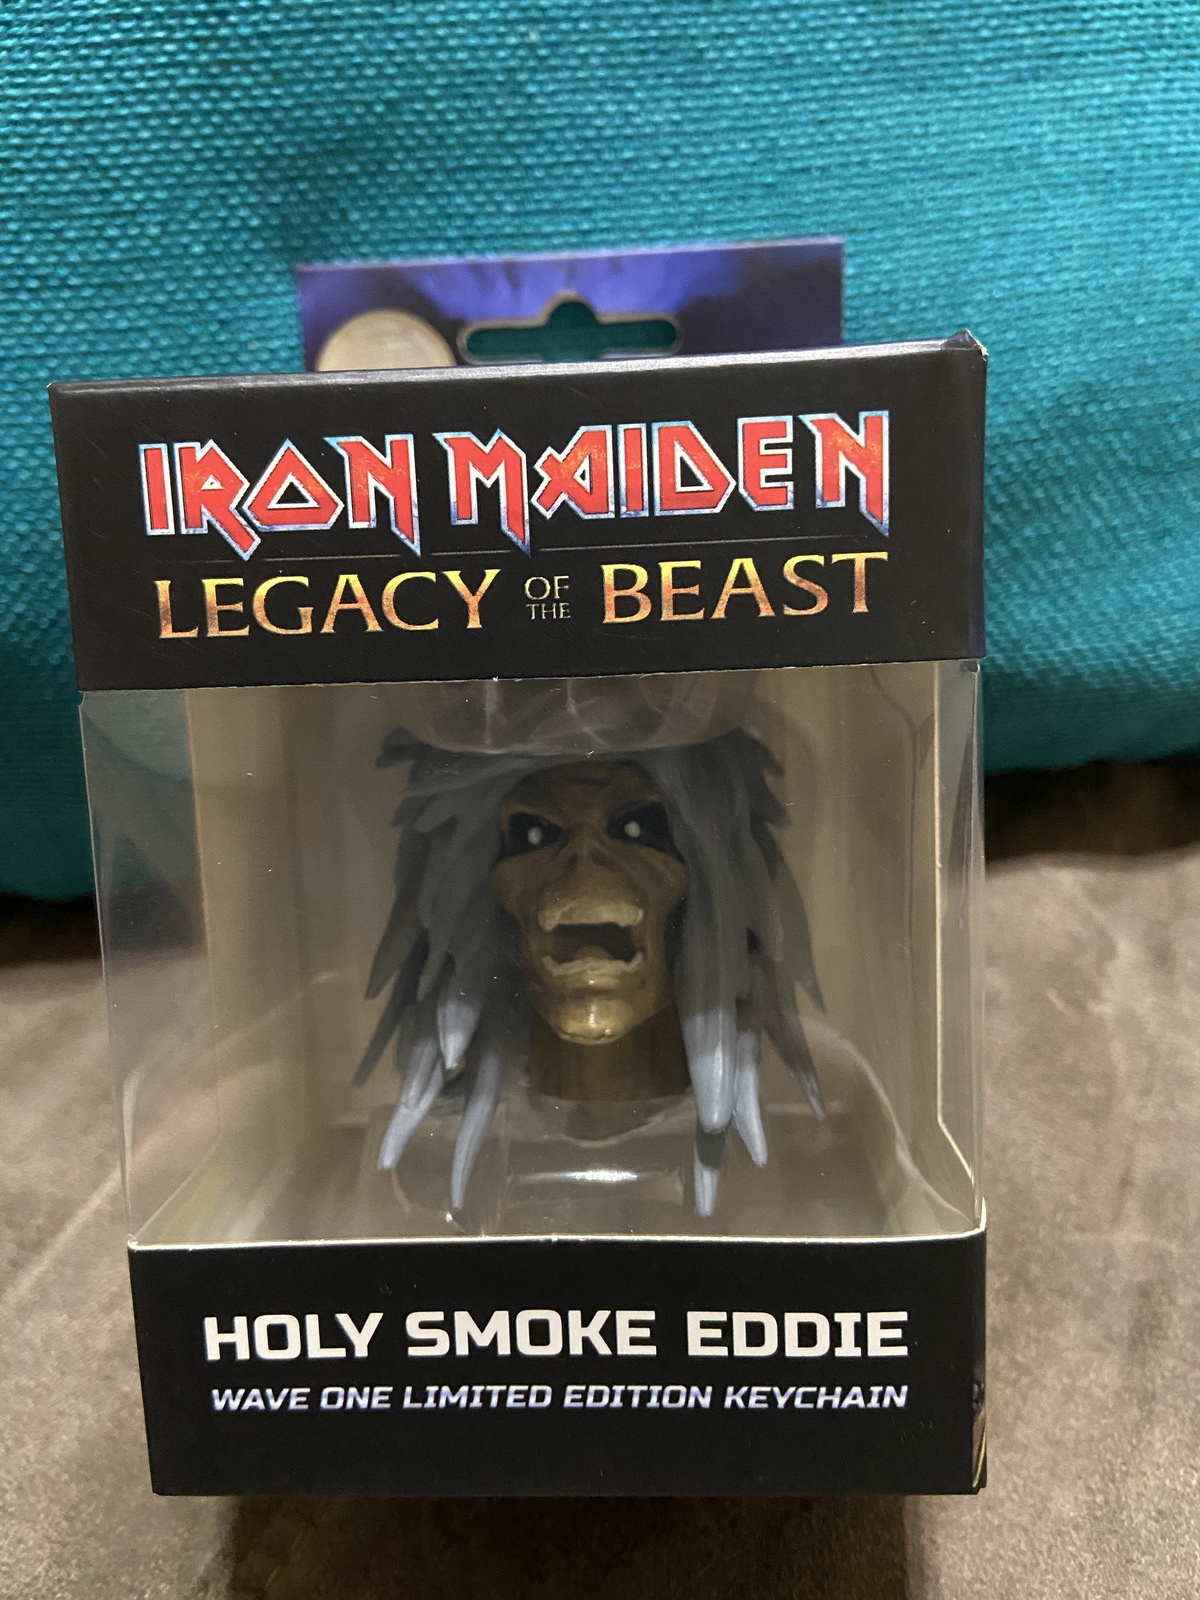 IRON MAIDEN
LEGACY OF THE BEAST
HOLY SMOKE EDDIE
WAVE ONE LIMITED EDITION KEYCHAIN